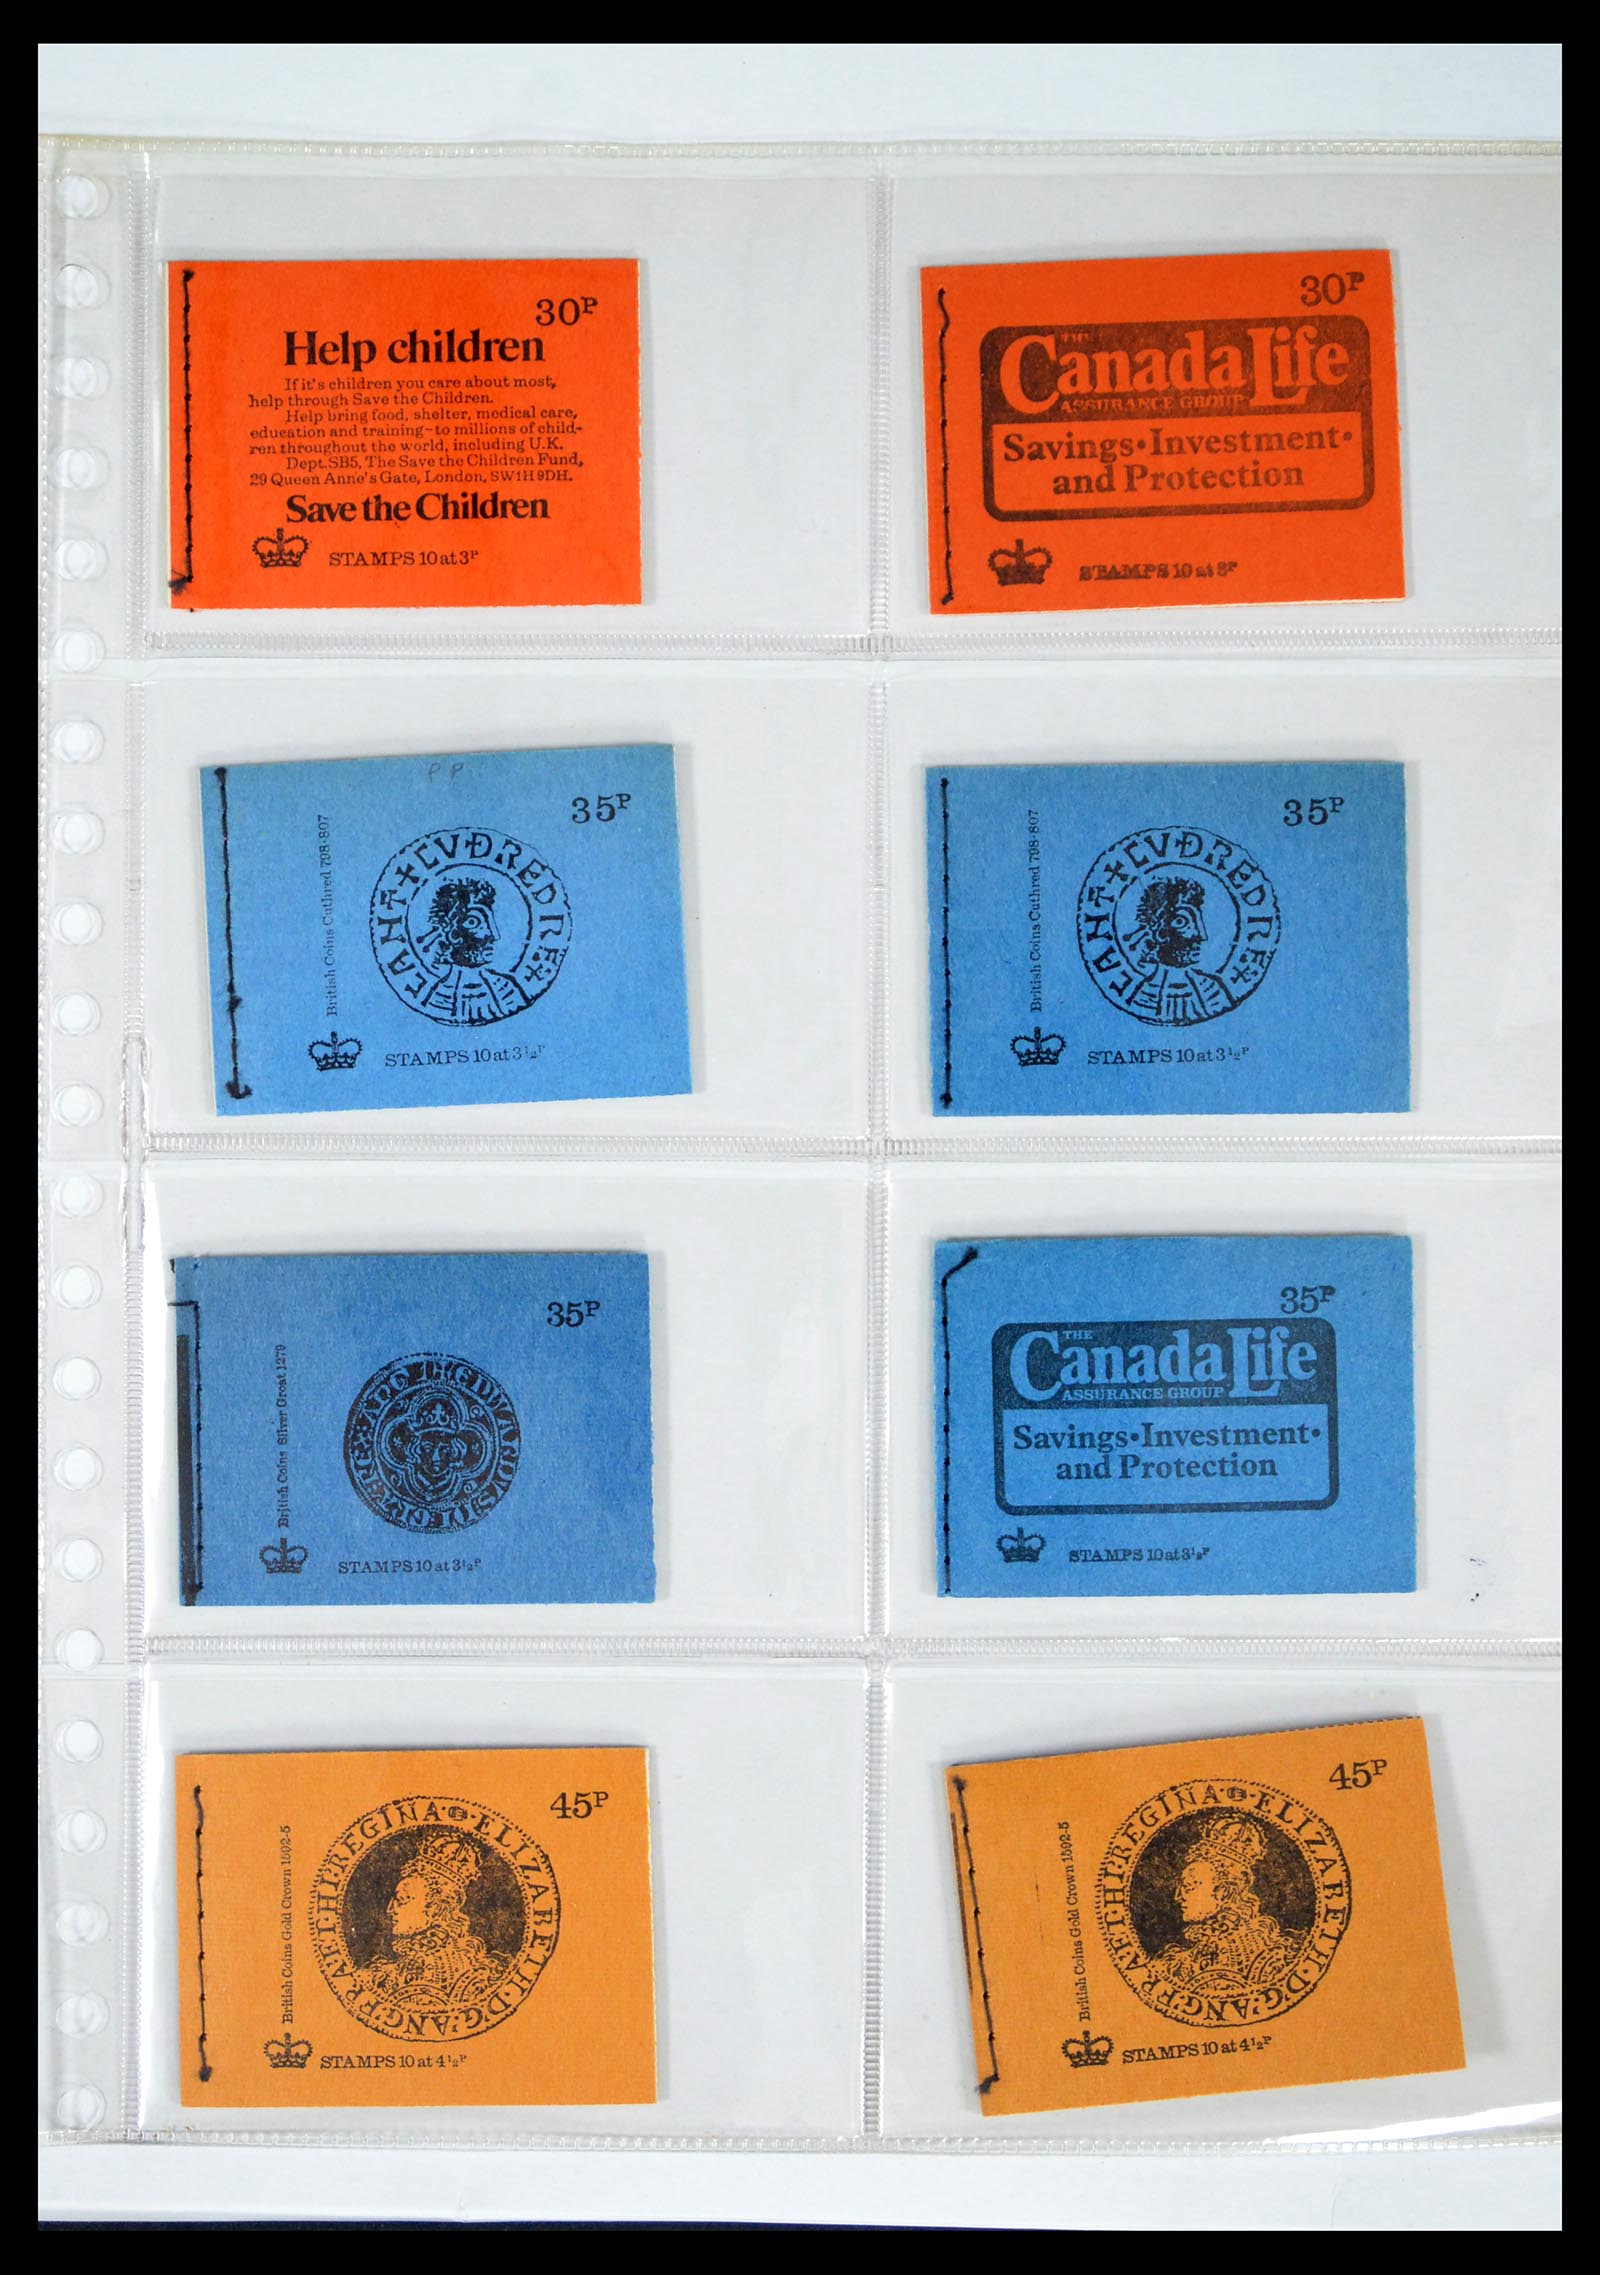 30P
Help children
If it's children you care about most,
help through Save the Children.
Help bring food, shelter, medical care,
education and training-to millions of child-
ren throughout the world, including U.K.
Dept.SB5, The Save the Children Fund,
29 Queen Anne's Gate, London, SW1H 9DH.
Save the Children
STAMPS 10 at 3P
30P
THE
Canada Life
ASSURANCE GROUP
Savings•Investment•
and Protection
STAMPS 10 at 3P
P P
35P
British Coins Cuthred 798-807
+CVÐREDRE+
STAMPS 10 at 3½P
35P
British Coins Cuthred 798-807
+CVÐREDRE+
STAMPS 10 at 3½P
35P
British Coins Silver Groat 1279
STAMPS 10 at 3½P
35P
THE
Canada Life
ASSURANCE GROUP
Savings•Investment•
and Protection
STAMPS 10 at 3½P
45P
British Coins Gold Crown 1592-5
ELIZABETH·D'G'·ANG·FRA·ET·HI·REGINA
STAMPS 10 at 4½P
45P
British Coins Gold Crown 1592-5
ELIZABETH·D'G'·ANG·FRA·ET·HI·REGINA
STAMPS 10 at 4½P